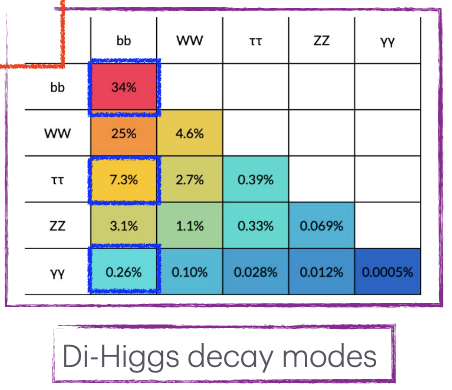 bb WW ττ ZZ γγ
bb 34%
WW 25% 4.6%
ττ 7.3% 2.7% 0.39%
ZZ 3.1% 1.1% 0.33% 0.069%
γγ 0.26% 0.10% 0.028% 0.012% 0.0005%
Di-Higgs decay modes